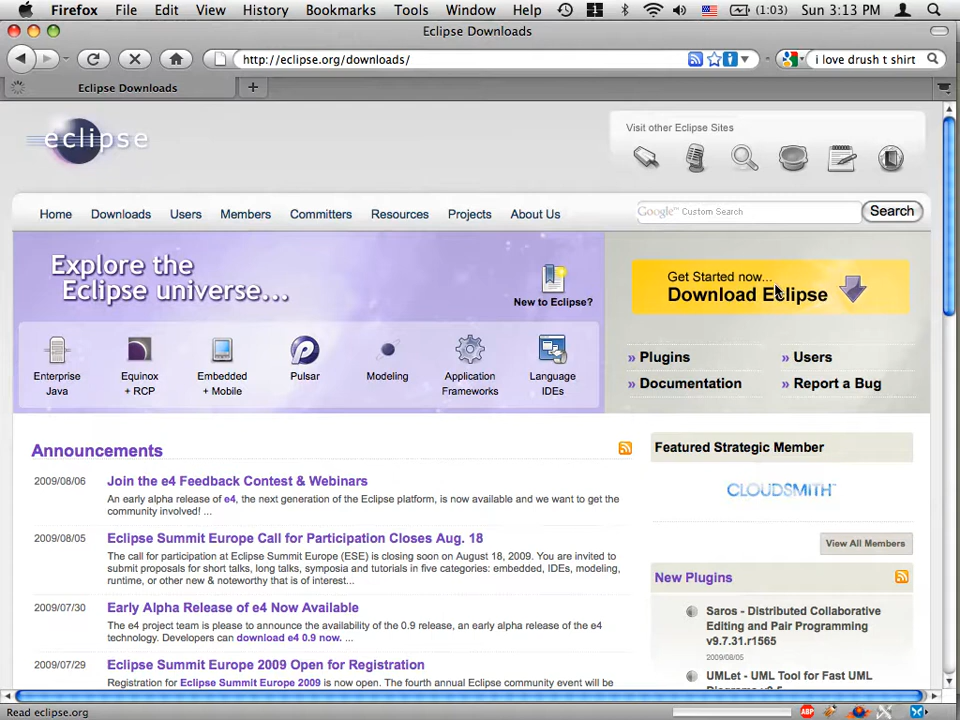 Firefox File Edit View History Bookmarks Tools Window Help (1:03) Sun 3:13 PM
Eclipse Downloads
http://eclipse.org/downloads/ i love drush t shirt
Eclipse Downloads
eclipse
Visit other Eclipse Sites
Home Downloads Users Members Committers Resources Projects About Us
Google™ Custom Search Search
Explore the
Eclipse universe...
New to Eclipse?
Enterprise
Java
Equinox
+ RCP
Embedded
+ Mobile
Pulsar
Modeling
Application
Frameworks
Language
IDEs
Get Started now...
Download Eclipse
» Plugins
» Users
» Documentation
» Report a Bug
Announcements
2009/08/06 Join the e4 Feedback Contest & Webinars
An early alpha release of e4, the next generation of the Eclipse platform, is now available and we want to get the
community involved! ...
2009/08/05 Eclipse Summit Europe Call for Participation Closes Aug. 18
The call for participation at Eclipse Summit Europe (ESE) is closing soon on August 18, 2009. You are invited to
submit proposals for short talks, long talks, symposia and tutorials in five categories: embedded, IDEs, modeling,
runtime, or other new & noteworthy that is of interest...
2009/07/30 Early Alpha Release of e4 Now Available
The e4 project team is please to announce the availability of the 0.9 release, an early alpha release of the e4
technology. Developers can download e4 0.9 now. ...
2009/07/29 Eclipse Summit Europe 2009 Open for Registration
Registration for Eclipse Summit Europe 2009 is now open. The fourth annual Eclipse community event will be
Featured Strategic Member
CLOUDSMITH™
View All Members
New Plugins
Saros - Distributed Collaborative
Editing and Pair Programming
v9.7.31.r1565
2009/08/05
UMLet - UML Tool for Fast UML
Read eclipse.org
ABP